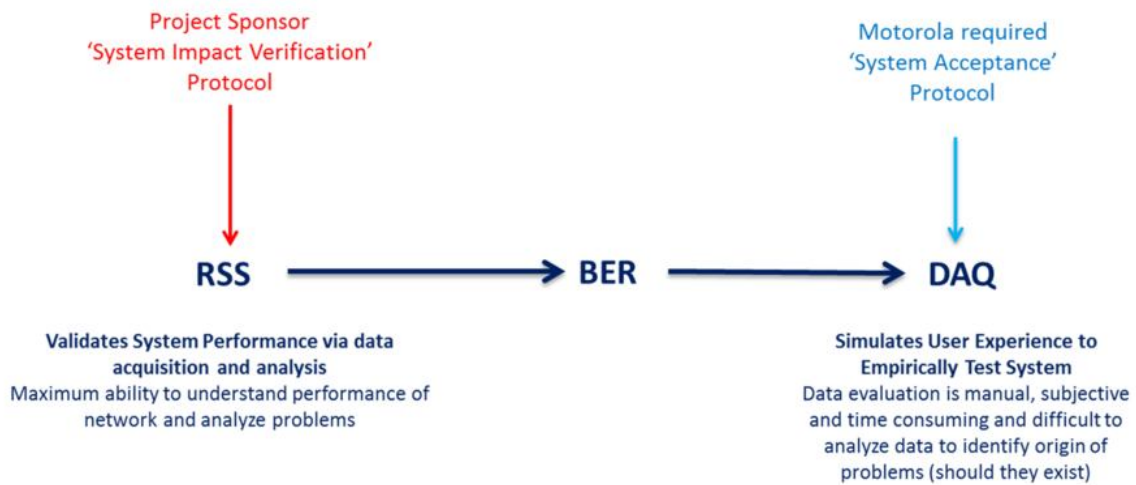 Project Sponsor
‘System Impact Verification’
Protocol
Motorola required
‘System Acceptance’
Protocol
RSS
BER
DAQ
Validates System Performance via data
acquisition and analysis
Maximum ability to understand performance of
network and analyze problems
Simulates User Experience to
Empirically Test System
Data evaluation is manual, subjective
and time consuming and difficult to
analyze data to identify origin of
problems (should they exist)